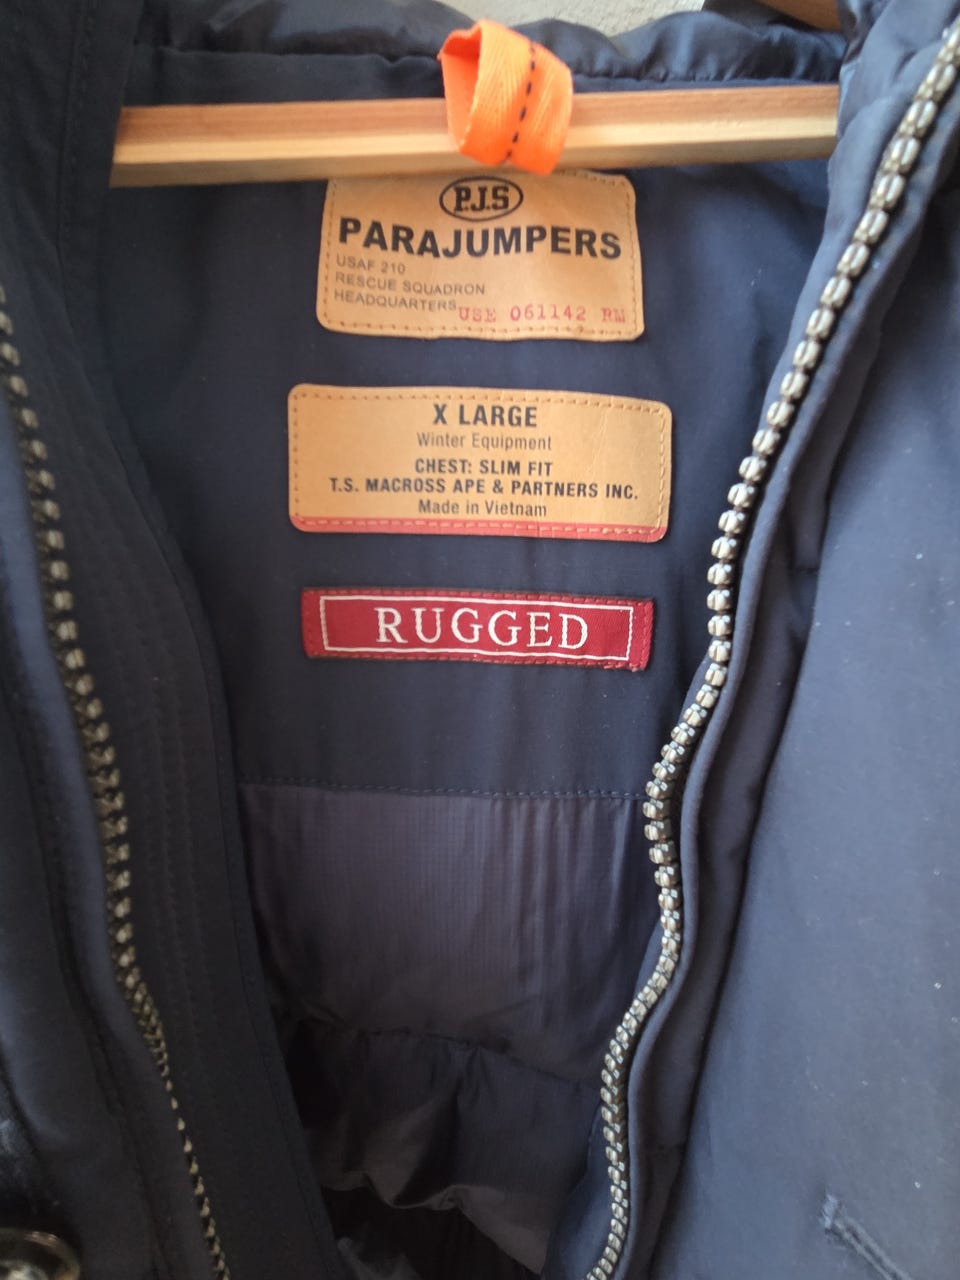 P.J.S
PARAJUMPERS
USAF 210
RESCUE SQUADRON
HEADQUARTERS USE 061142 RM
X LARGE
Winter Equipment
CHEST: SLIM FIT
T.S. MACROSS APE & PARTNERS INC.
Made in Vietnam
RUGGED